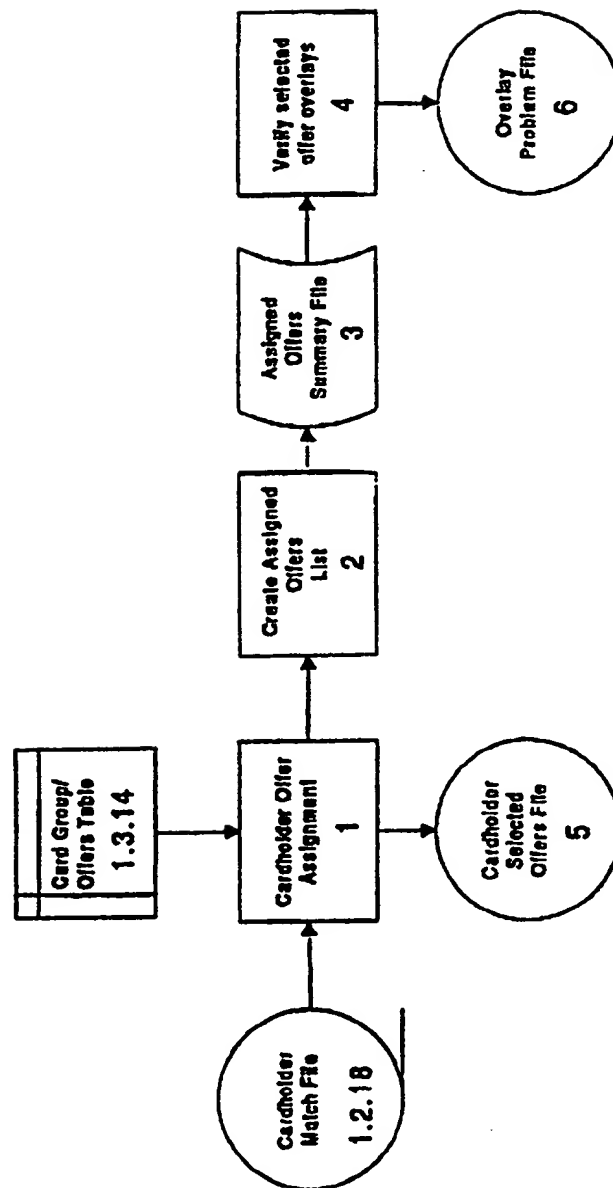 Card Group/
Offers Table
1.3.14
Cardholder
Match File
1.2.18
Cardholder Offer
Assignment
1
Create Assigned
Offers
List
2
Assigned
Offers
Summary File
3
Verify selected
offer overlays
4
Cardholder
Selected
Offers File
5
Overlay
Problem File
6